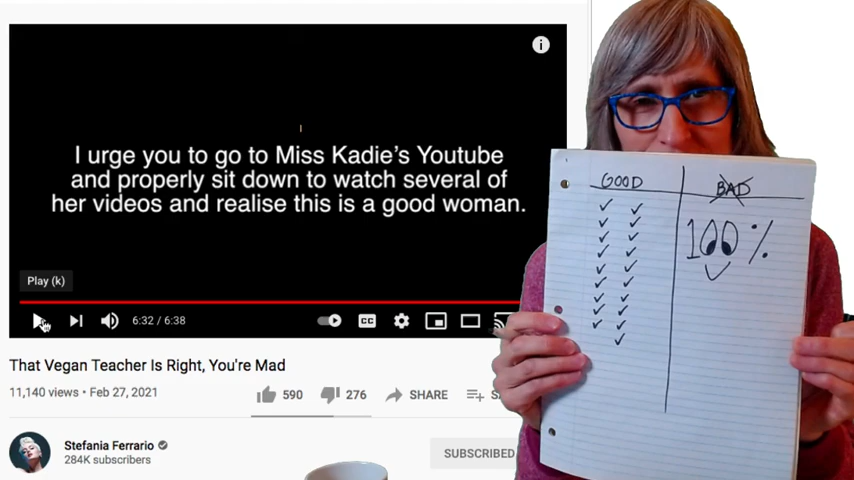 I urge you to go to Miss Kadie's Youtube
and properly sit down to watch several of
her videos and realise this is a good woman.
Play (k)
6:32 / 6:38
CC
That Vegan Teacher Is Right, You're Mad
11,140 views • Feb 27, 2021
590
276
SHARE
Stefania Ferrario
284K subscribers
SUBSCRIBED
GOOD
BAD
100%